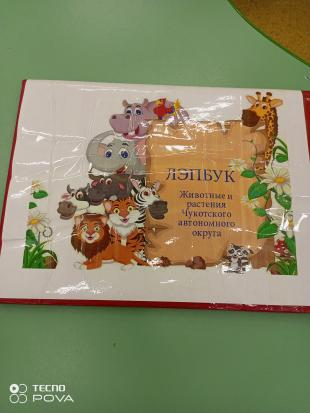 ЛЭПБУК
Животные и
растения
Чукотского
автономного
округа
TECNO
POVA